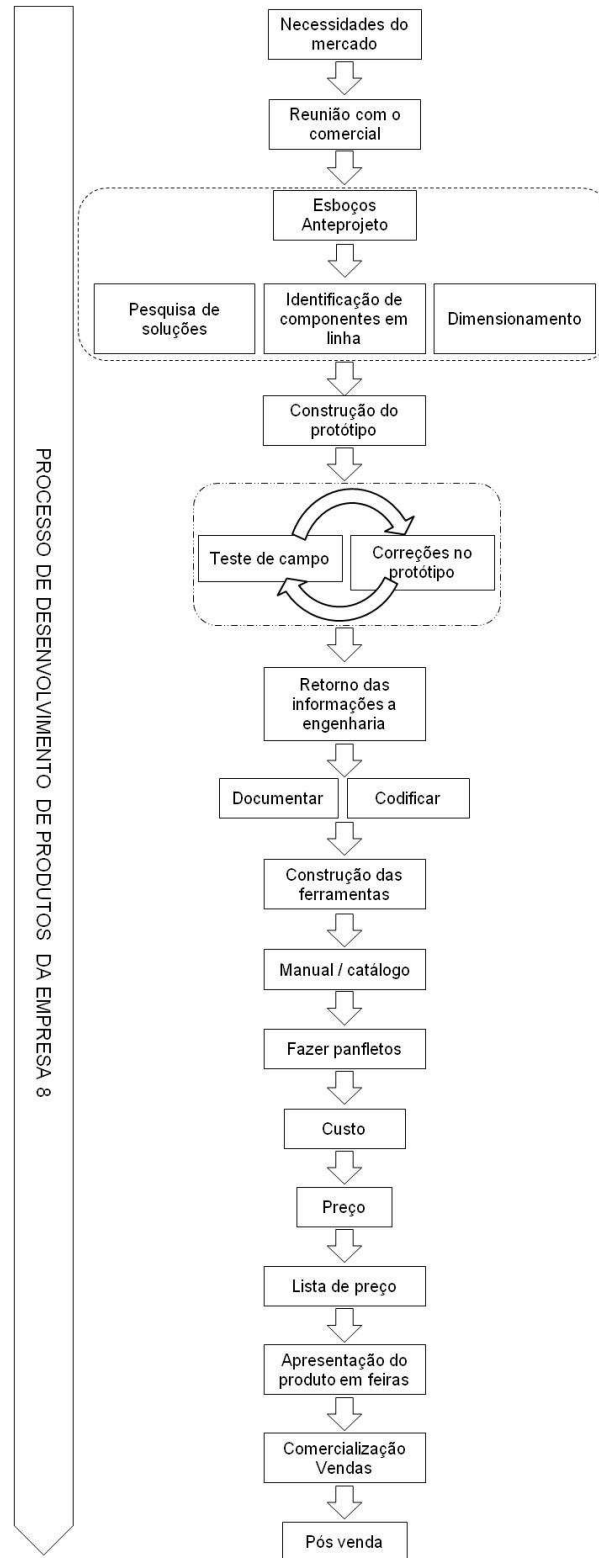 PROCESSO DE DESENVOLVIMENTO DE PRODUTOS DA EMPRESA 8
Necessidades do
mercado
Reunião com o
comercial
Esboços
Anteprojeto
Pesquisa de
soluções
Identificação de
componentes em
linha
Dimensionamento
Construção do
protótipo
Teste de campo
Correções no
protótipo
Retorno das
informações a
engenharia
Documentar
Codificar
Construção das
ferramentas
Manual / catálogo
Fazer panfletos
Custo
Preço
Lista de preço
Apresentação do
produto em feiras
Comercialização
Vendas
Pós venda